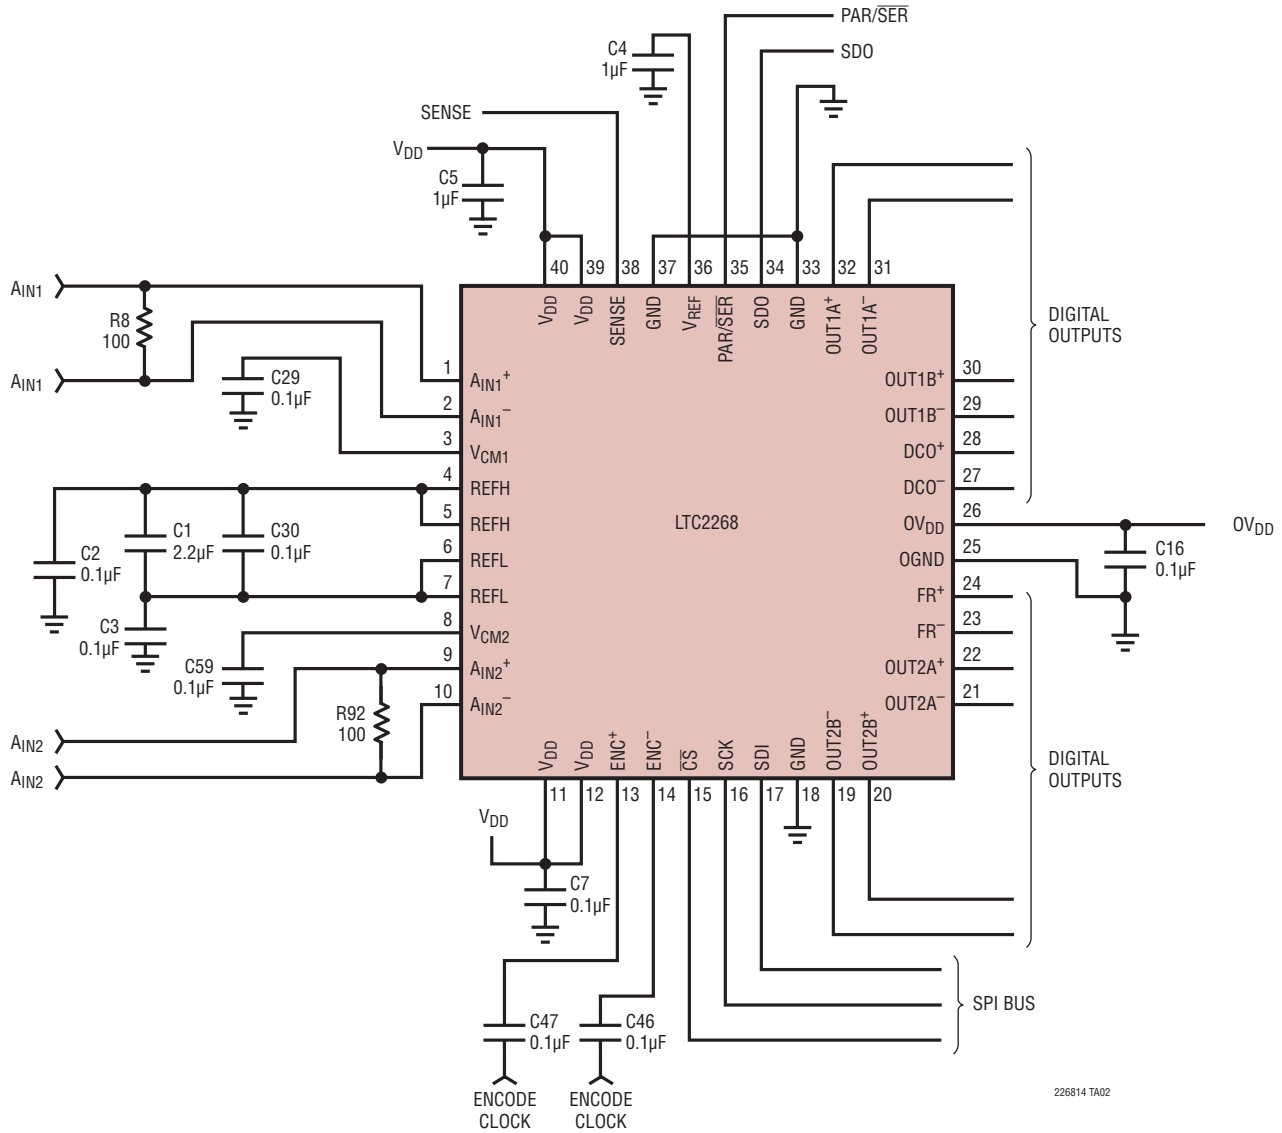 PAR/SER
C4
1µF
SDO
SENSE
VDD
C5
1µF
40 39 38 37 36 35 34 33 32 31
VDD VDD SENSE GND VREF PAR/SER SDO GND OUT1A+ OUT1A−
DIGITAL
OUTPUTS
AIN1
R8
100
AIN1
C29
0.1µF
1 AIN1+
2 AIN1−
3 VCM1
4 REFH
5 REFH
6 REFL
7 REFL
8 VCM2
9 AIN2+
10 AIN2−
C1
2.2µF
C30
0.1µF
C2
0.1µF
C3
0.1µF
C59
0.1µF
R92
100
AIN2
AIN2
LTC2268
OUT1B+ 30
OUT1B− 29
DCO+ 28
DCO− 27
OVDD 26
OGND 25
FR+ 24
FR− 23
OUT2A+ 22
OUT2A− 21
OVDD
C16
0.1µF
VDD VDD ENC+ ENC− CS SCK SDI GND OUT2B− OUT2B+
11 12 13 14 15 16 17 18 19 20
DIGITAL
OUTPUTS
VDD
C7
0.1µF
SPI BUS
C47
0.1µF
C46
0.1µF
ENCODE
CLOCK
ENCODE
CLOCK
226814 TA02